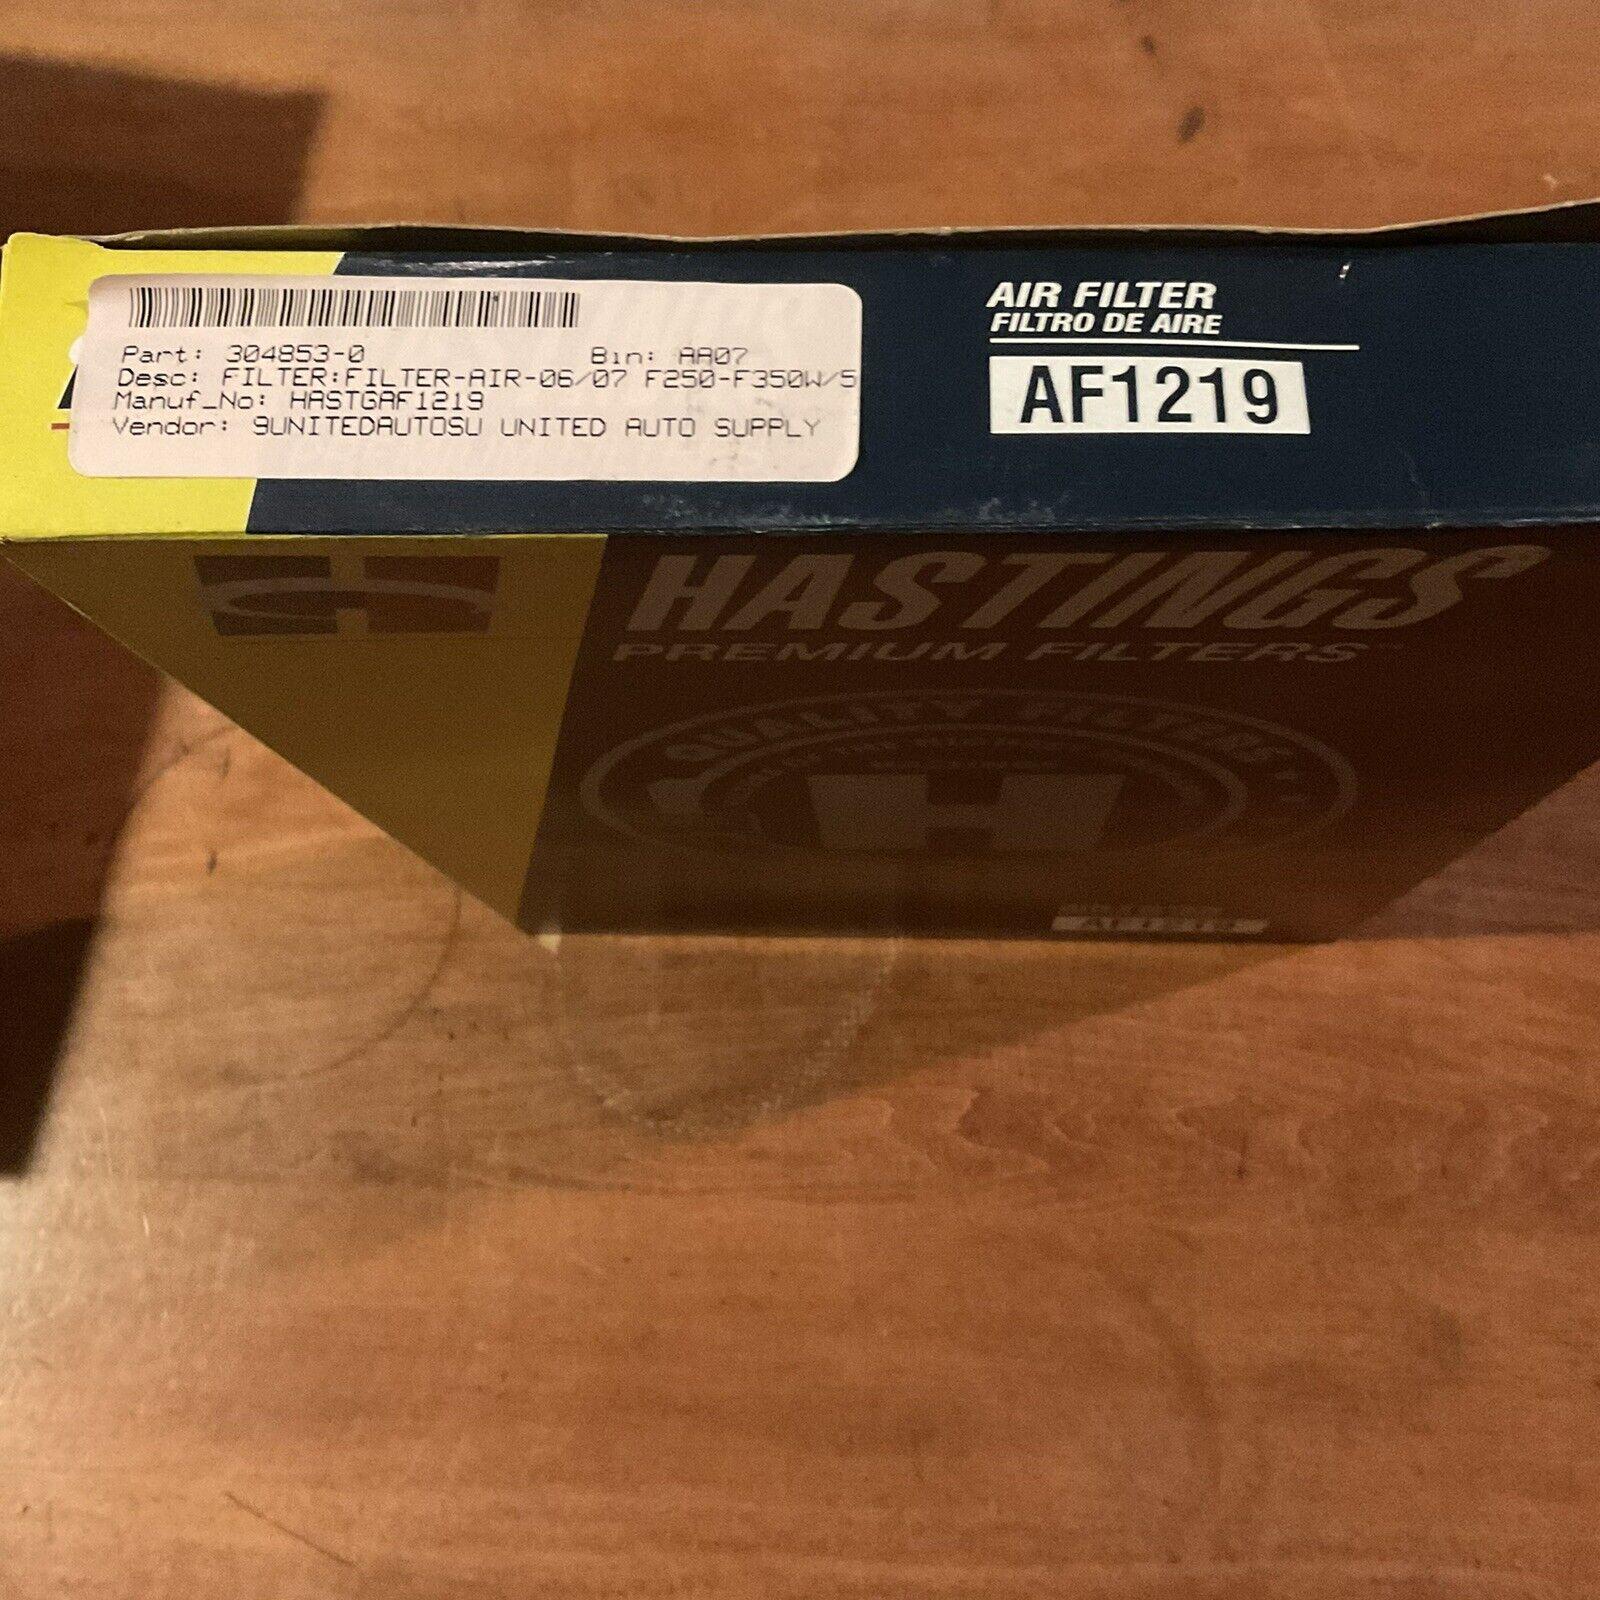 Part: 304853-0 Bin: AA07
Desc: FILTER:FILTER-AIR-06/07 F250-F350W/5
Manuf_No: HASTGAF1219
Vendor: 9UNITEDAUTOSU UNITED AUTO SUPPLY
AIR FILTER
FILTRO DE AIRE
AF1219
HASTINGS
PREMIUM FILTERS
QUALITY FILTERS
H
AF1219